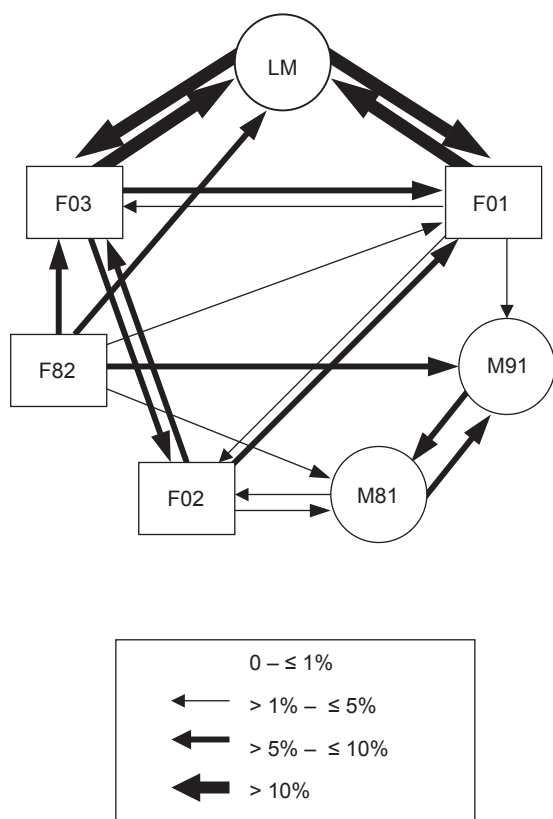 LM
F03
F01
F82
M91
F02
M81
0 – ≤ 1%
> 1% – ≤ 5%
> 5% – ≤ 10%
> 10%